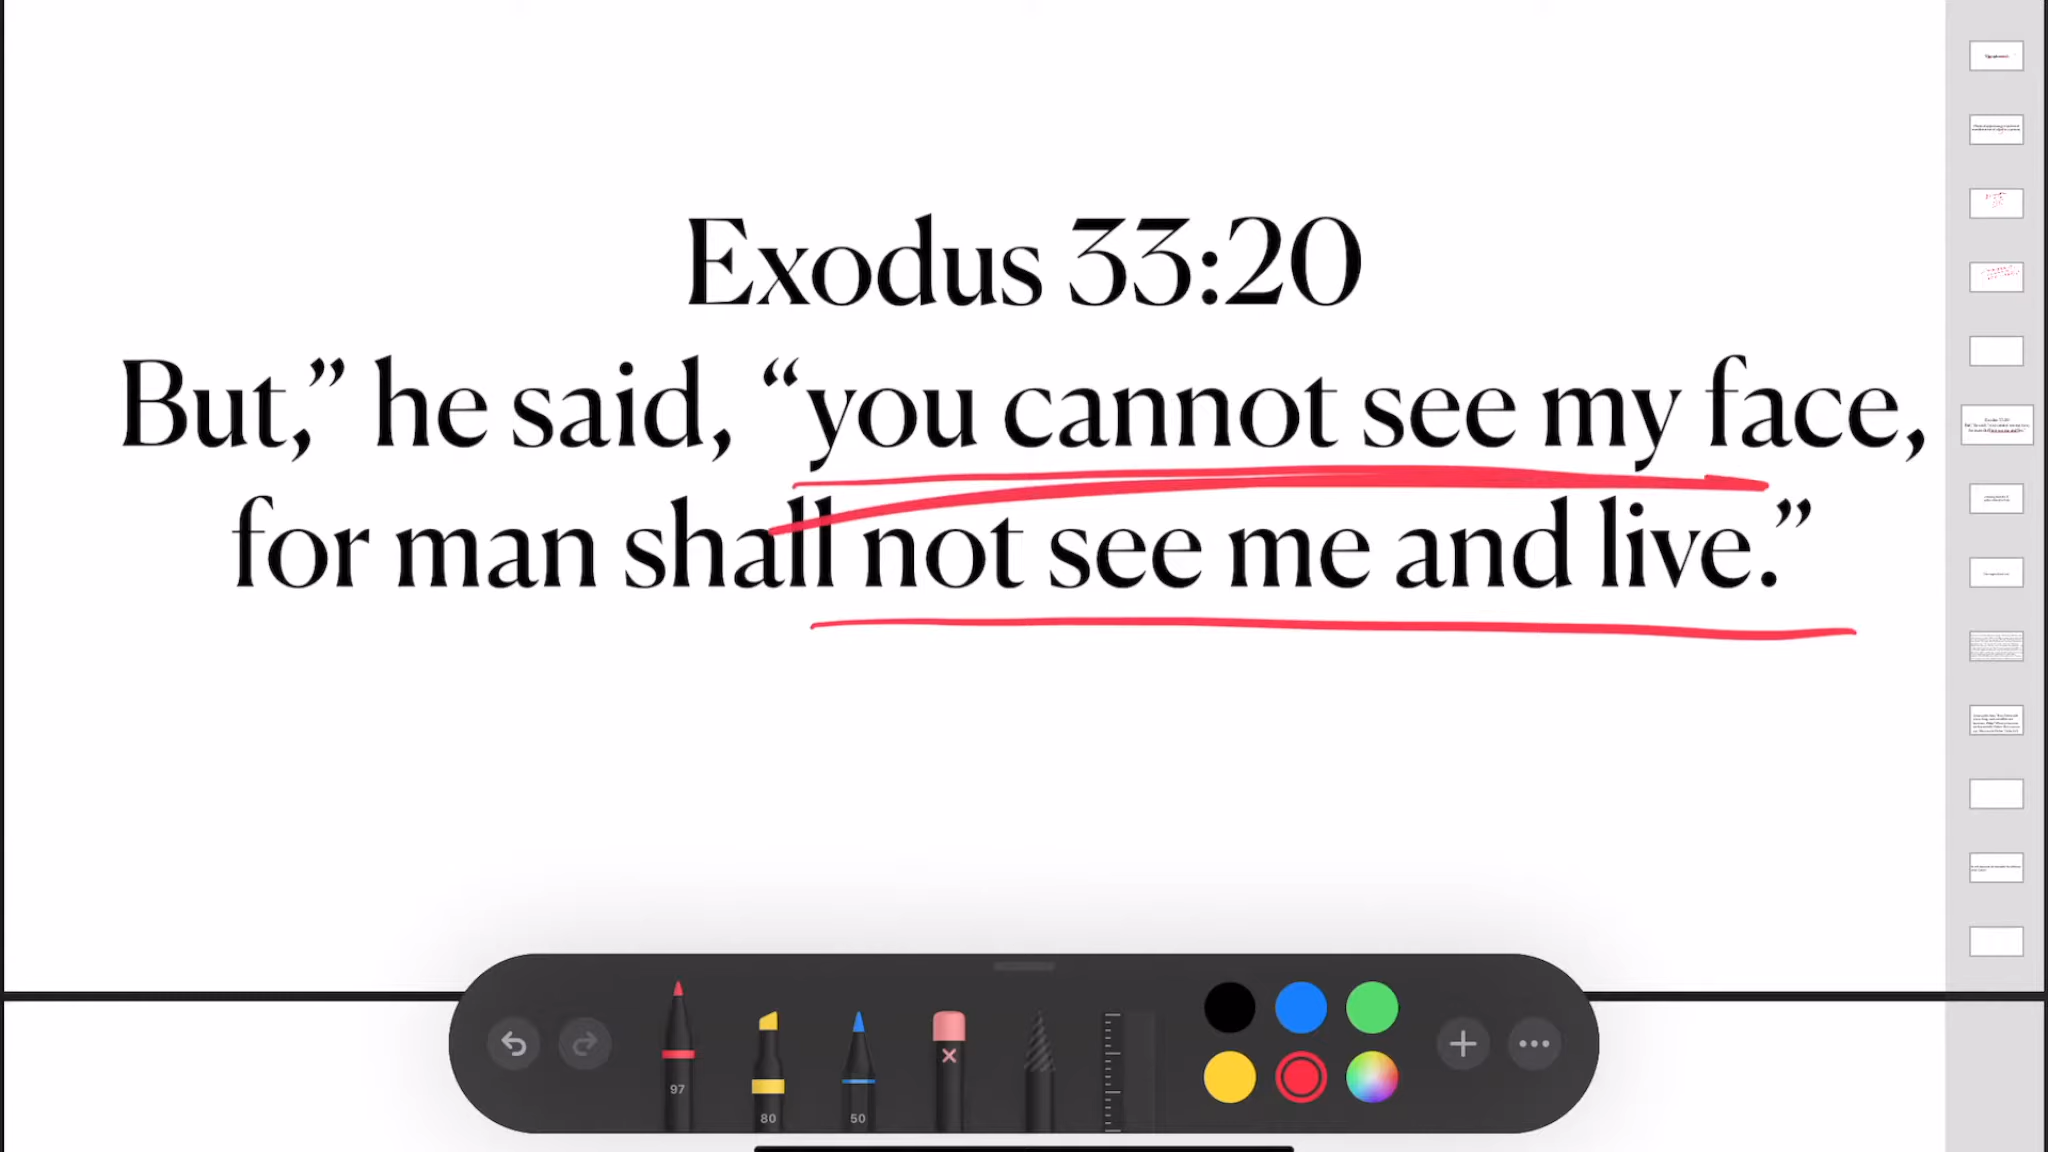 Exodus 33:20
But,” he said, “you cannot see my face,
for man shall not see me and live.”
97
80
50